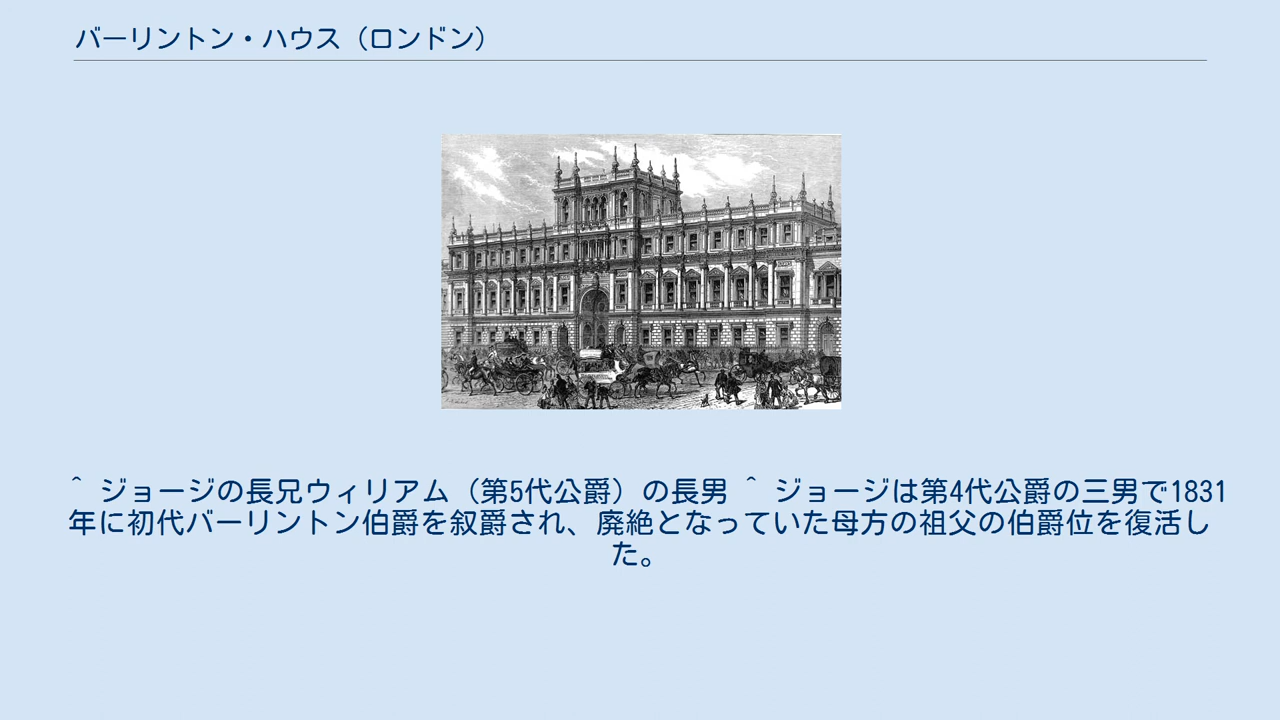 バーリントン・ハウス（ロンドン）
^ ジョージの長兄ウィリアム（第5代公爵）の長男 ^ ジョージは第4代公爵の三男で1831
年に初代バーリントン伯爵を叙爵され、廃絶となっていた母方の祖父の伯爵位を復活し
た。